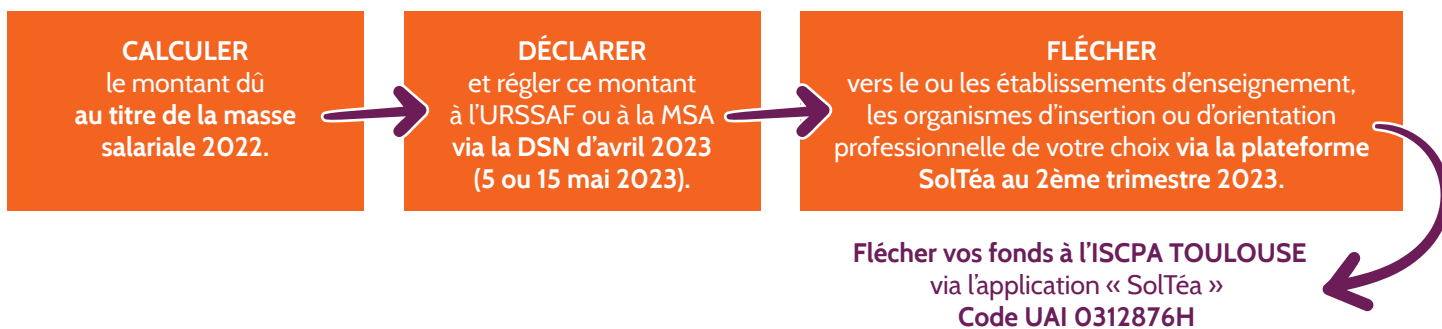 CALCULER
le montant dû
au titre de la masse
salariale 2022.
DÉCLARER
et régler ce montant
à l'URSSAF ou à la MSA
via la DSN d'avril 2023
(5 ou 15 mai 2023).
FLÉCHER
vers le ou les établissements d'enseignement,
les organismes d'insertion ou d'orientation
professionnelle de votre choix via la plateforme
SolTéa au 2ème trimestre 2023.
Flécher vos fonds à l'ISCPA TOULOUSE
via l'application « SolTéa »
Code UAI 0312876H